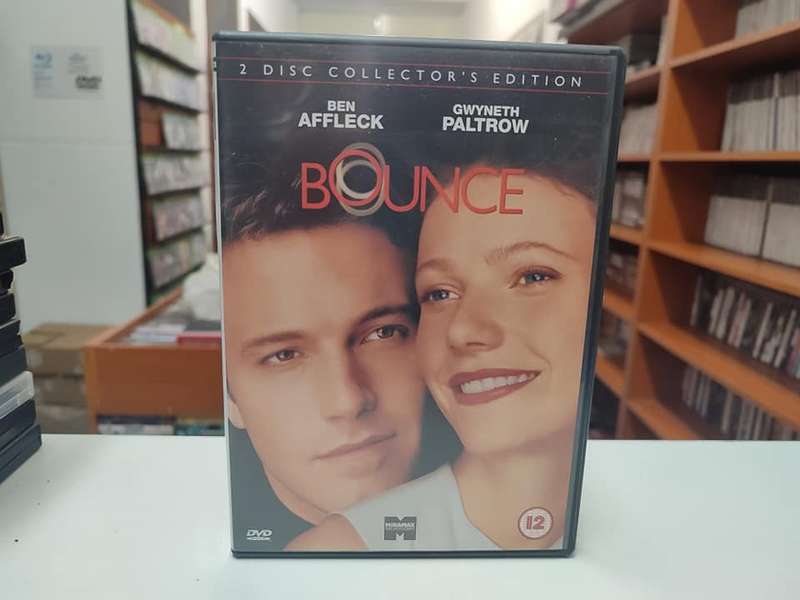 2 DISC COLLECTOR'S EDITION
BEN AFFLECK
GWYNETH PALTROW
BOUNCE
DVD
MIRAMAX
12